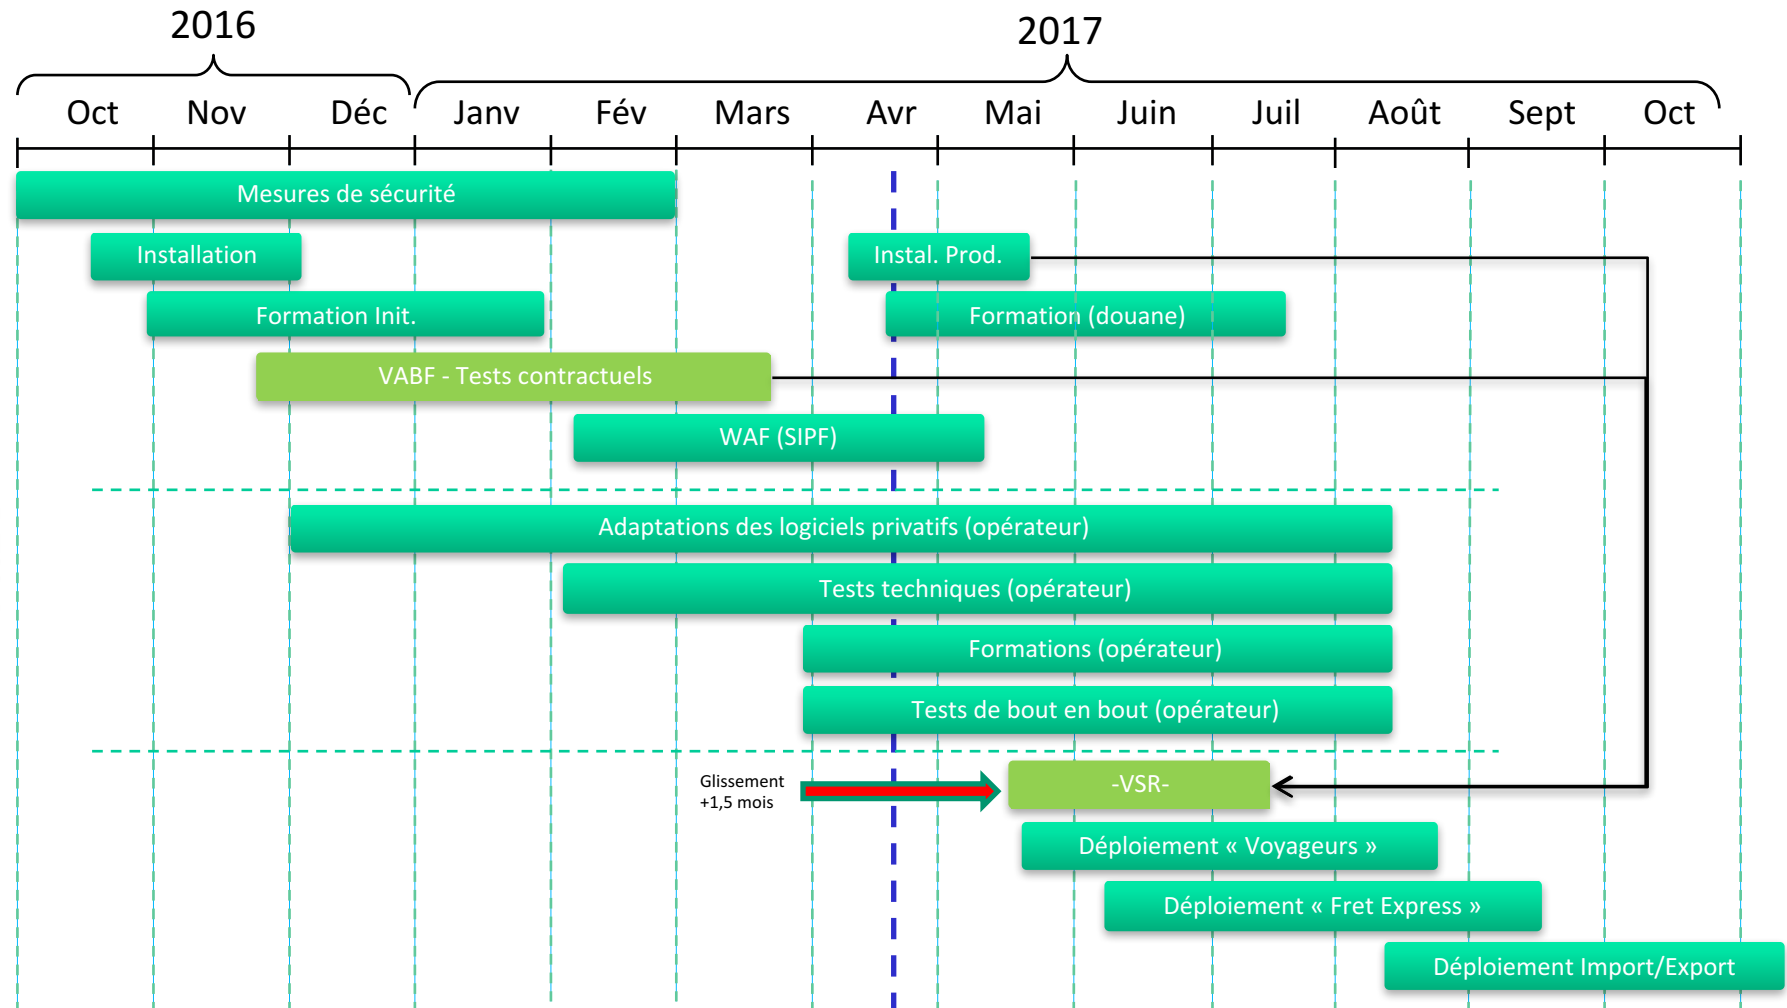 2016
2017
Oct
Nov
Déc
Janv
Fév
Mars
Avr
Mai
Juin
Juil
Août
Sept
Oct
Mesures de sécurité
Installation
Instal. Prod.
Formation Init.
Formation (douane)
VABF - Tests contractuels
WAF (SIPF)
Adaptations des logiciels privatifs (opérateur)
Tests techniques (opérateur)
Formations (opérateur)
Tests de bout en bout (opérateur)
Glissement
+1,5 mois
-VSR-
Déploiement « Voyageurs »
Déploiement « Fret Express »
Déploiement Import/Export